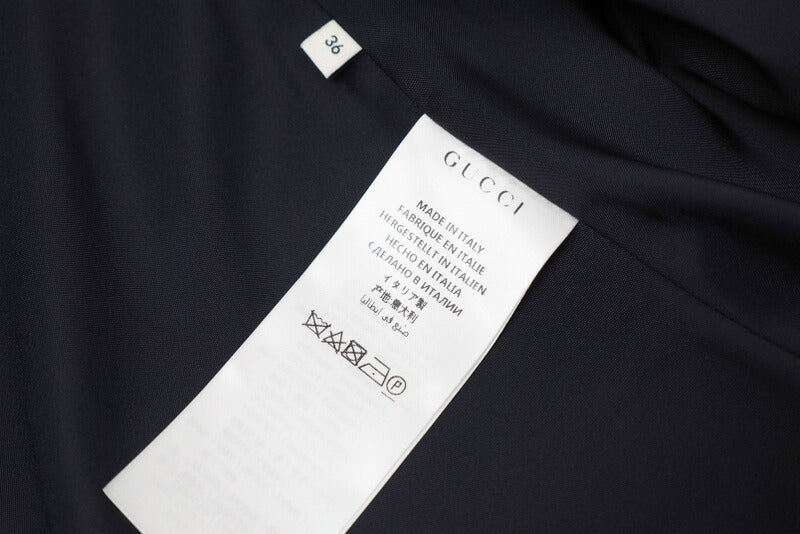 36
GUCCI
MADE IN ITALY
FABRIQUE EN ITALIE
HERGESTELLT IN ITALIEN
HECHO EN ITALIA
СДЕЛАНО В ИТАЛИИ
イタリア製
产地:意大利
صنع في إيطاليا
P